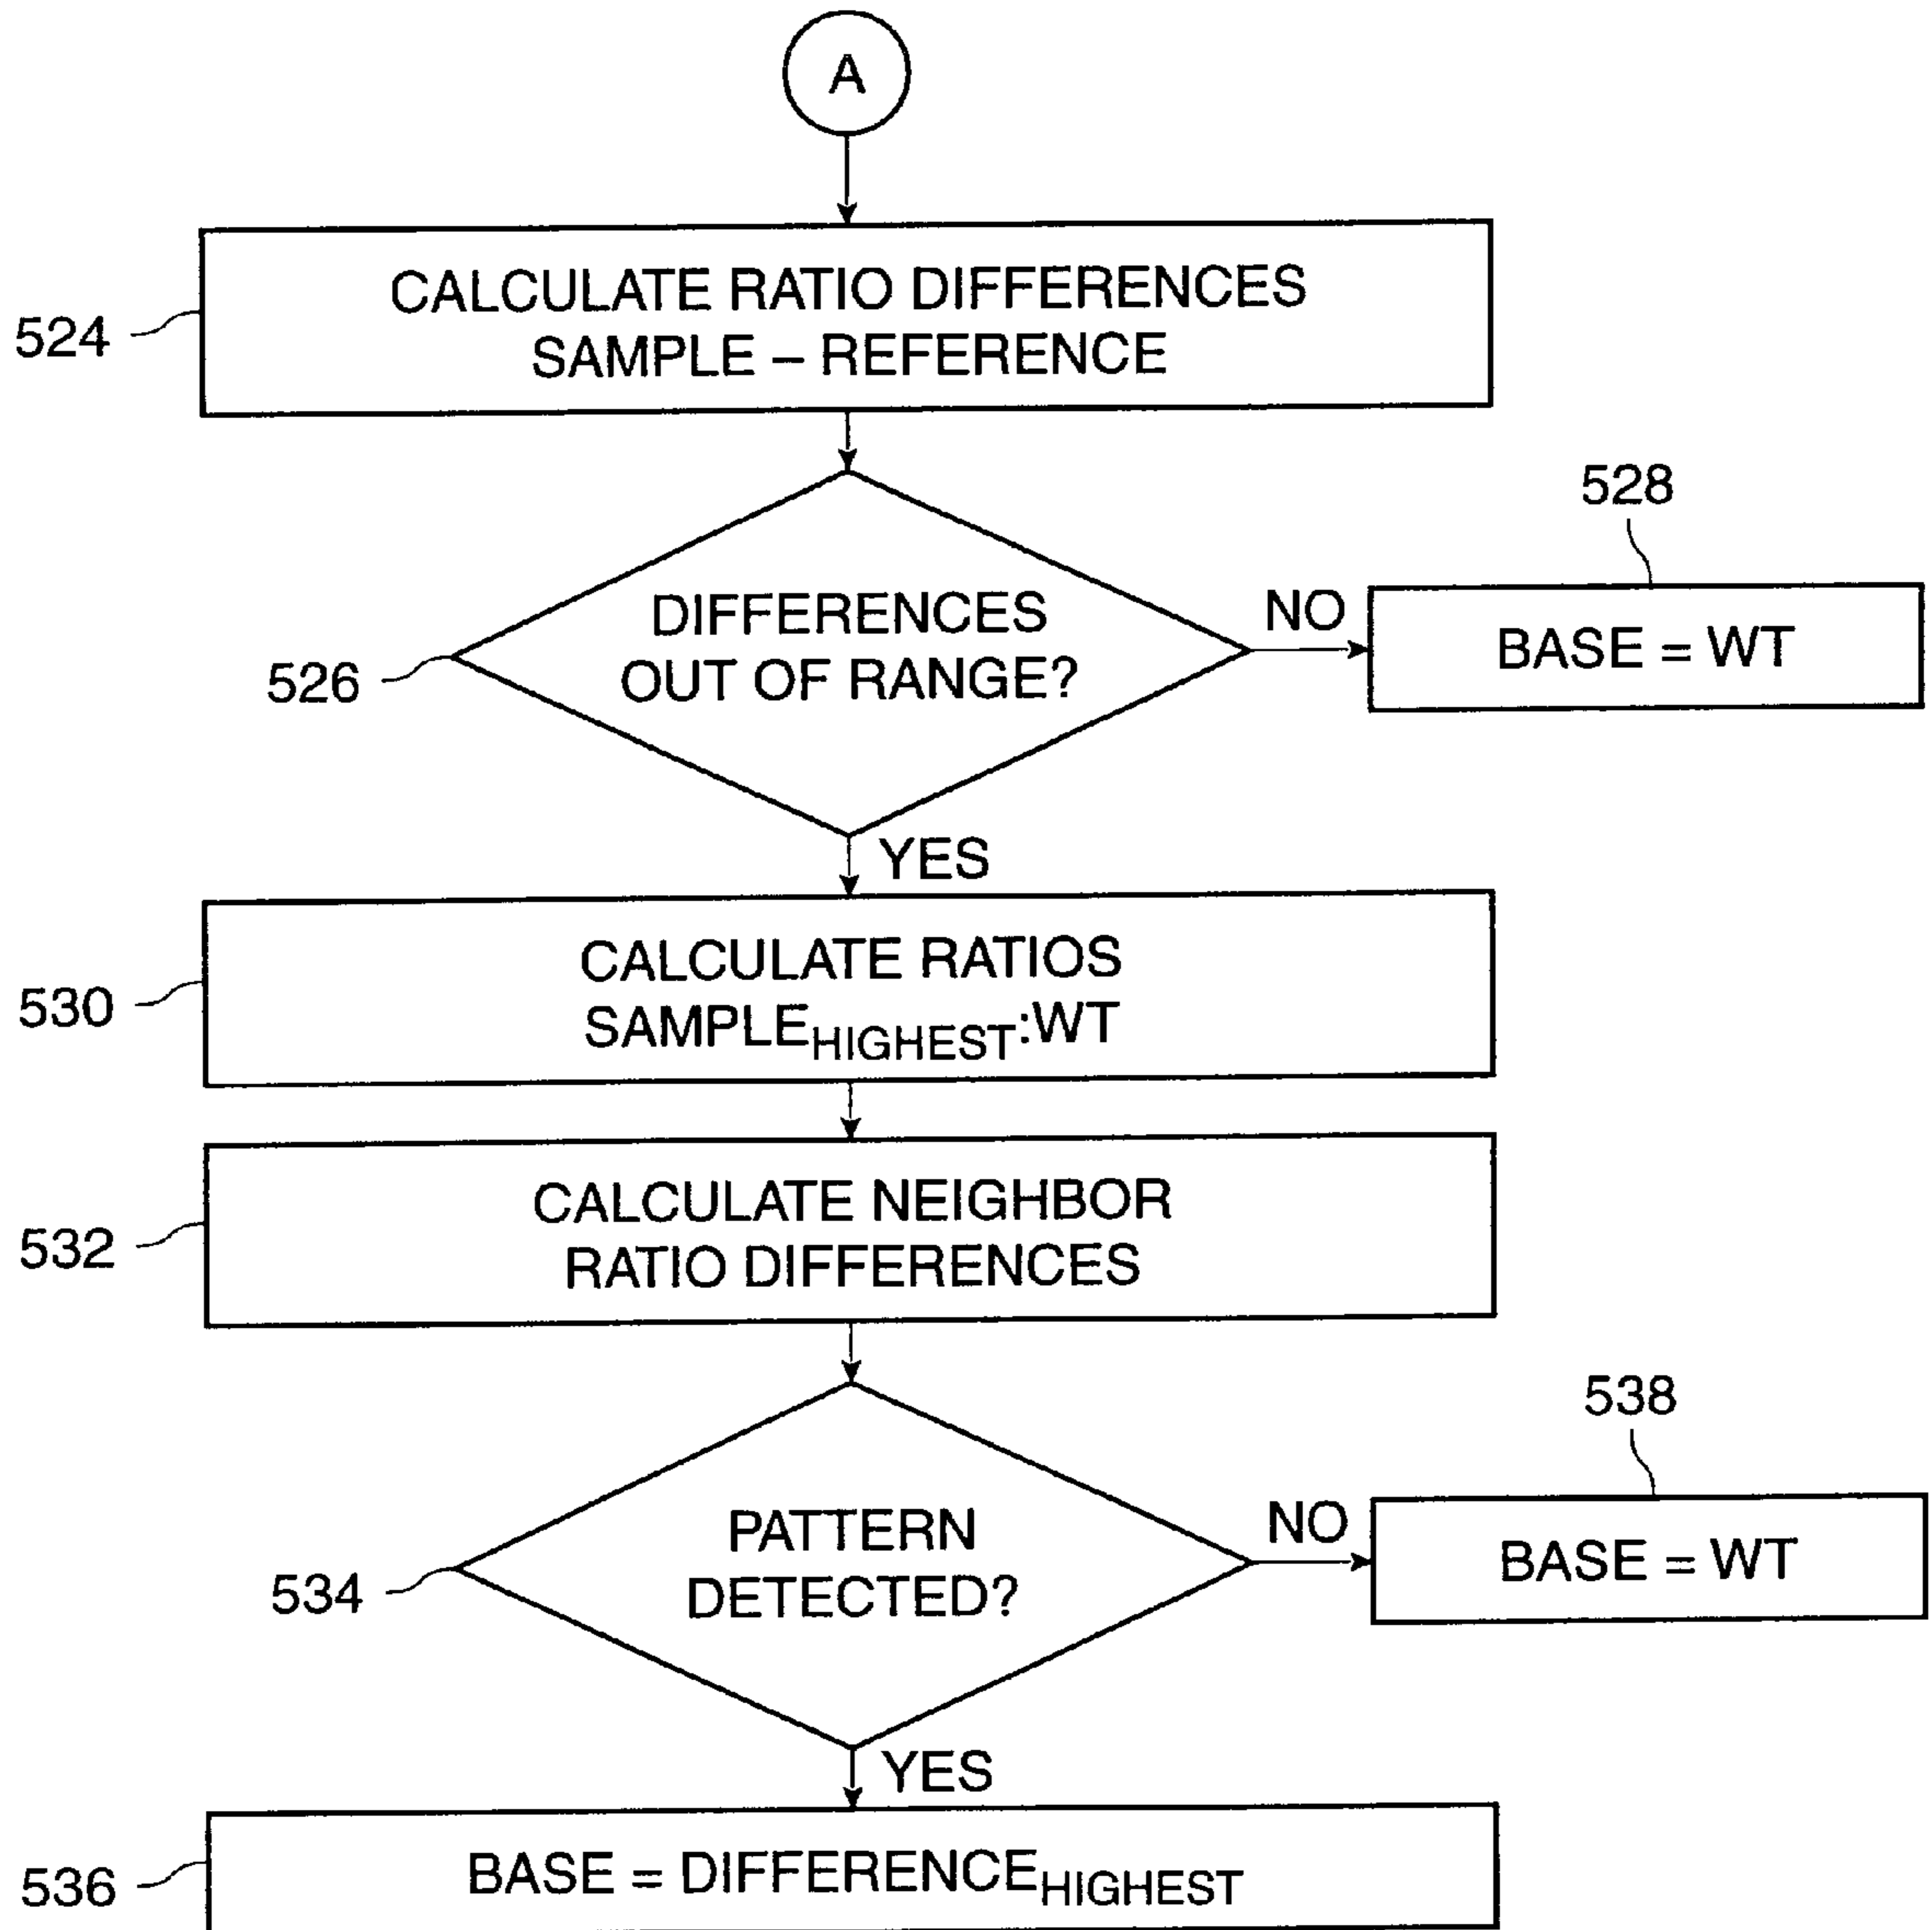 A
CALCULATE RATIO DIFFERENCES
SAMPLE – REFERENCE
524
528
DIFFERENCES
OUT OF RANGE?
NO
BASE = WT
526
YES
CALCULATE RATIOS
SAMPLEHIGHEST:WT
530
CALCULATE NEIGHBOR
RATIO DIFFERENCES
532
538
PATTERN
DETECTED?
NO
BASE = WT
534
YES
BASE = DIFFERENCEHIGHEST
536